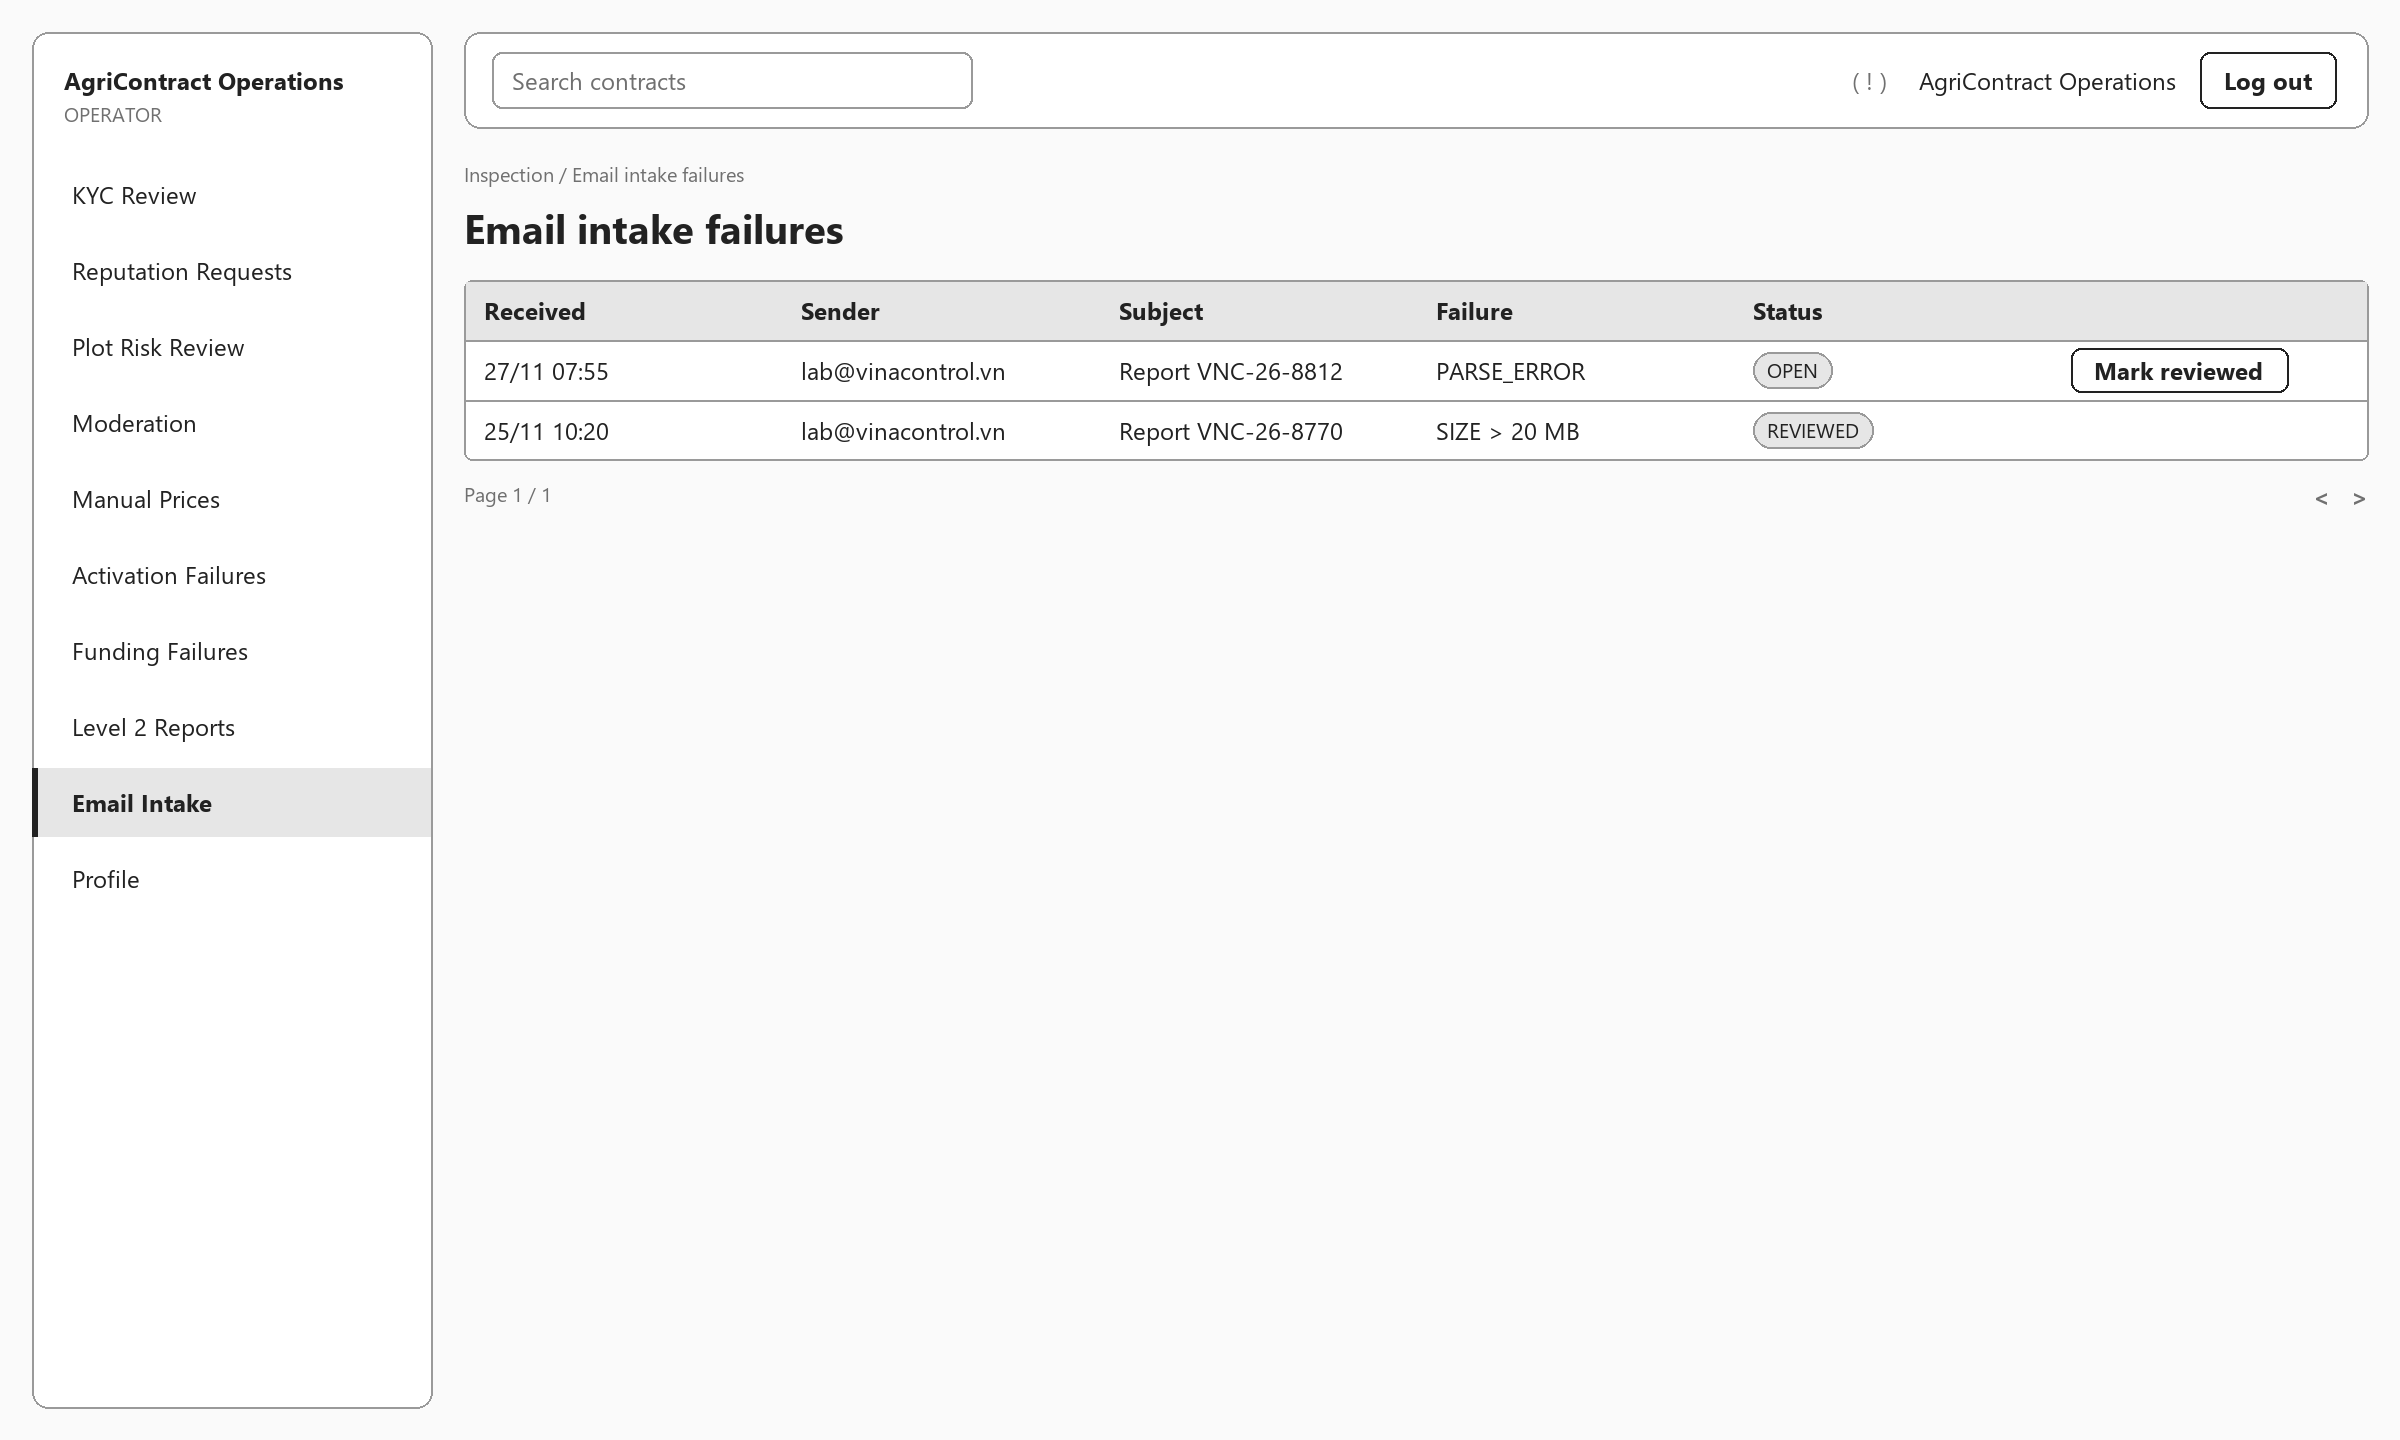 AgriContract Operations
OPERATOR
KYC Review
Reputation Requests
Plot Risk Review
Moderation
Manual Prices
Activation Failures
Funding Failures
Level 2 Reports
Email Intake
Profile
Search contracts ( ! ) AgriContract Operations Log out
Inspection / Email intake failures
Email intake failures
Received Sender Subject Failure Status
27/11 07:55 lab@vinacontrol.vn Report VNC-26-8812 PARSE_ERROR OPEN Mark reviewed
25/11 10:20 lab@vinacontrol.vn Report VNC-26-8770 SIZE > 20 MB REVIEWED
Page 1 / 1 < >